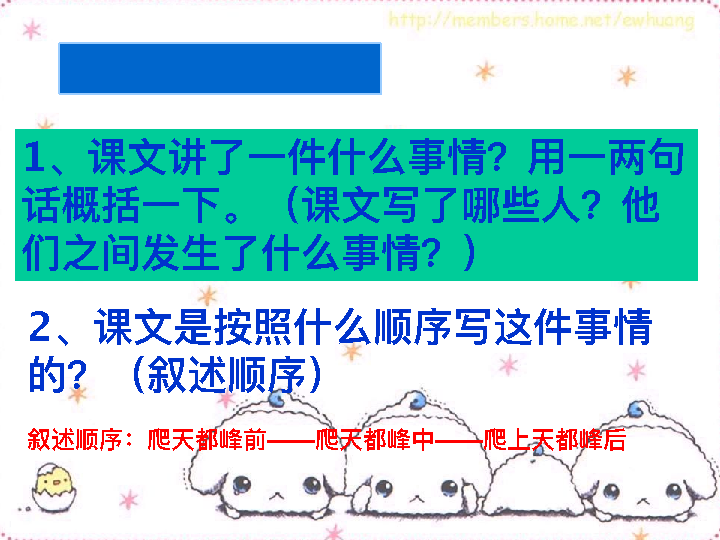 http://members.home.net/ewhuang
1、课文讲了一件什么事情？用一两句
话概括一下。（课文写了哪些人？他
们之间发生了什么事情？）
2、课文是按照什么顺序写这件事情
的？（叙述顺序）
叙述顺序：爬天都峰前——爬天都峰中——爬上天都峰后